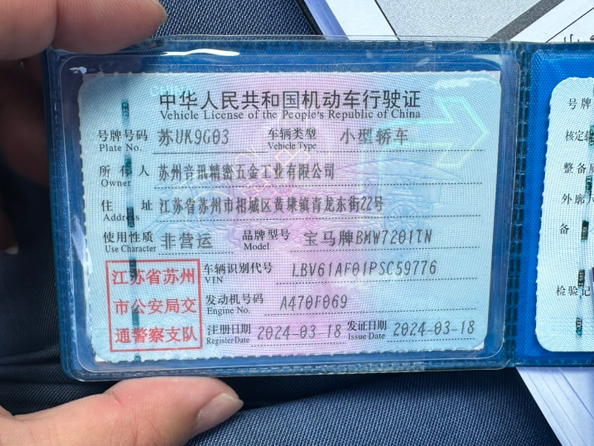 中华人民共和国机动车行驶证
Vehicle License of the People's Republic of China
号牌号码 苏UK9G03 车辆类型 小型轿车
Plate No. Vehicle Type
所有人 苏州音讯精密五金工业有限公司
Owner
住址 江苏省苏州市相城区黄埭镇青龙东街22号
Address
使用性质 非营运 品牌型号 宝马牌BMW7201TN
Use Character Model
江苏省苏州
市公安局交
通警察支队
车辆识别代号 LBV61AF01PSC59776
VIN
发动机号码 A470F069
Engine No.
注册日期 2024-03-18 发证日期 2024-03-18
Register Date Issue Date
号牌
核定
整备
外廓
备
检验记